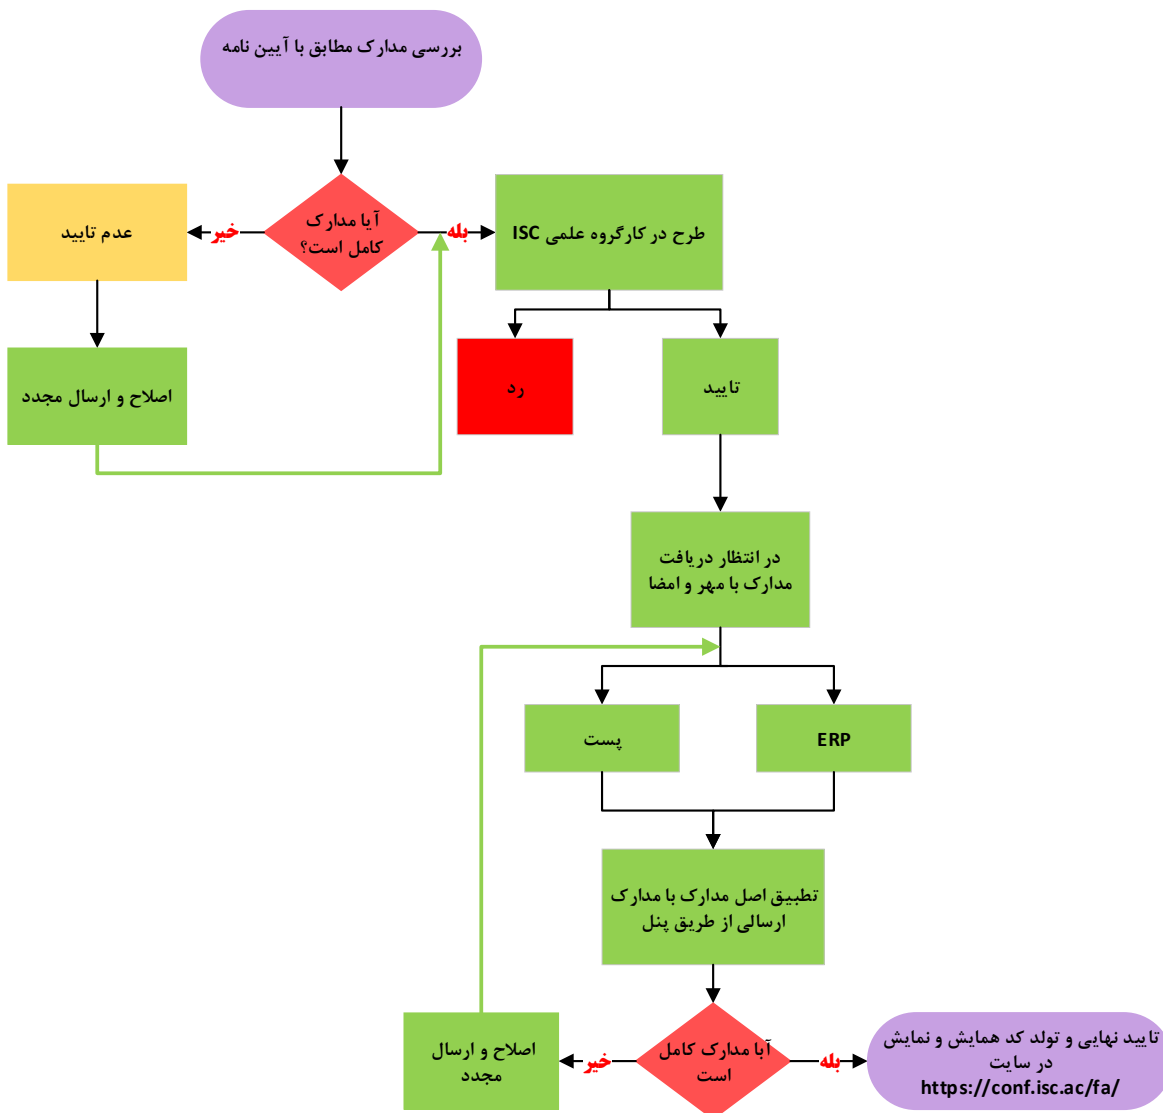 بررسی مدارک مطابق با آیین نامه
آیا مدارک
کامل است؟
خیر
بله
عدم تایید
طرح در کارگروه علمی ISC
اصلاح و ارسال مجدد
رد
تایید
در انتظار دریافت
مدارک با مهر و امضا
پست
ERP
تطبیق اصل مدارک با مدارک
ارسالی از طریق پنل
آبا مدارک کامل
است
خیر
بله
اصلاح و ارسال
مجدد
تایید نهایی و تولد کد همایش و نمایش
در سایت
https://conf.isc.ac/fa/